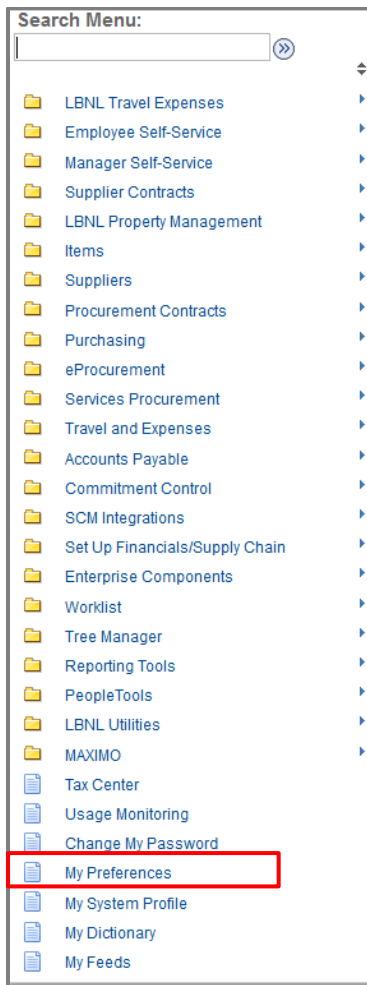 Search Menu:
LBNL Travel Expenses
Employee Self-Service
Manager Self-Service
Supplier Contracts
LBNL Property Management
Items
Suppliers
Procurement Contracts
Purchasing
eProcurement
Services Procurement
Travel and Expenses
Accounts Payable
Commitment Control
SCM Integrations
Set Up Financials/Supply Chain
Enterprise Components
Worklist
Tree Manager
Reporting Tools
PeopleTools
LBNL Utilities
MAXIMO
Tax Center
Usage Monitoring
Change My Password
My Preferences
My System Profile
My Dictionary
My Feeds